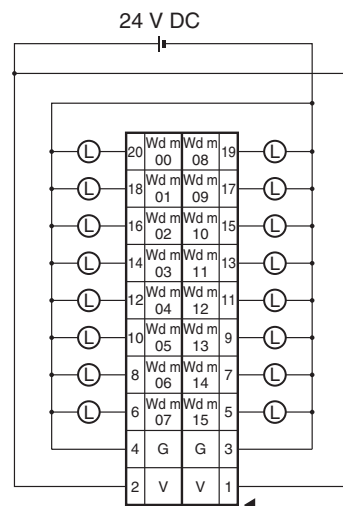 24 V DC
L 20 Wd m 00 Wd m 08 19 L
L 18 Wd m 01 Wd m 09 17 L
L 16 Wd m 02 Wd m 10 15 L
L 14 Wd m 03 Wd m 11 13 L
L 12 Wd m 04 Wd m 12 11 L
L 10 Wd m 05 Wd m 13 9 L
L 8 Wd m 06 Wd m 14 7 L
L 6 Wd m 07 Wd m 15 5 L
4 G G 3
2 V V 1